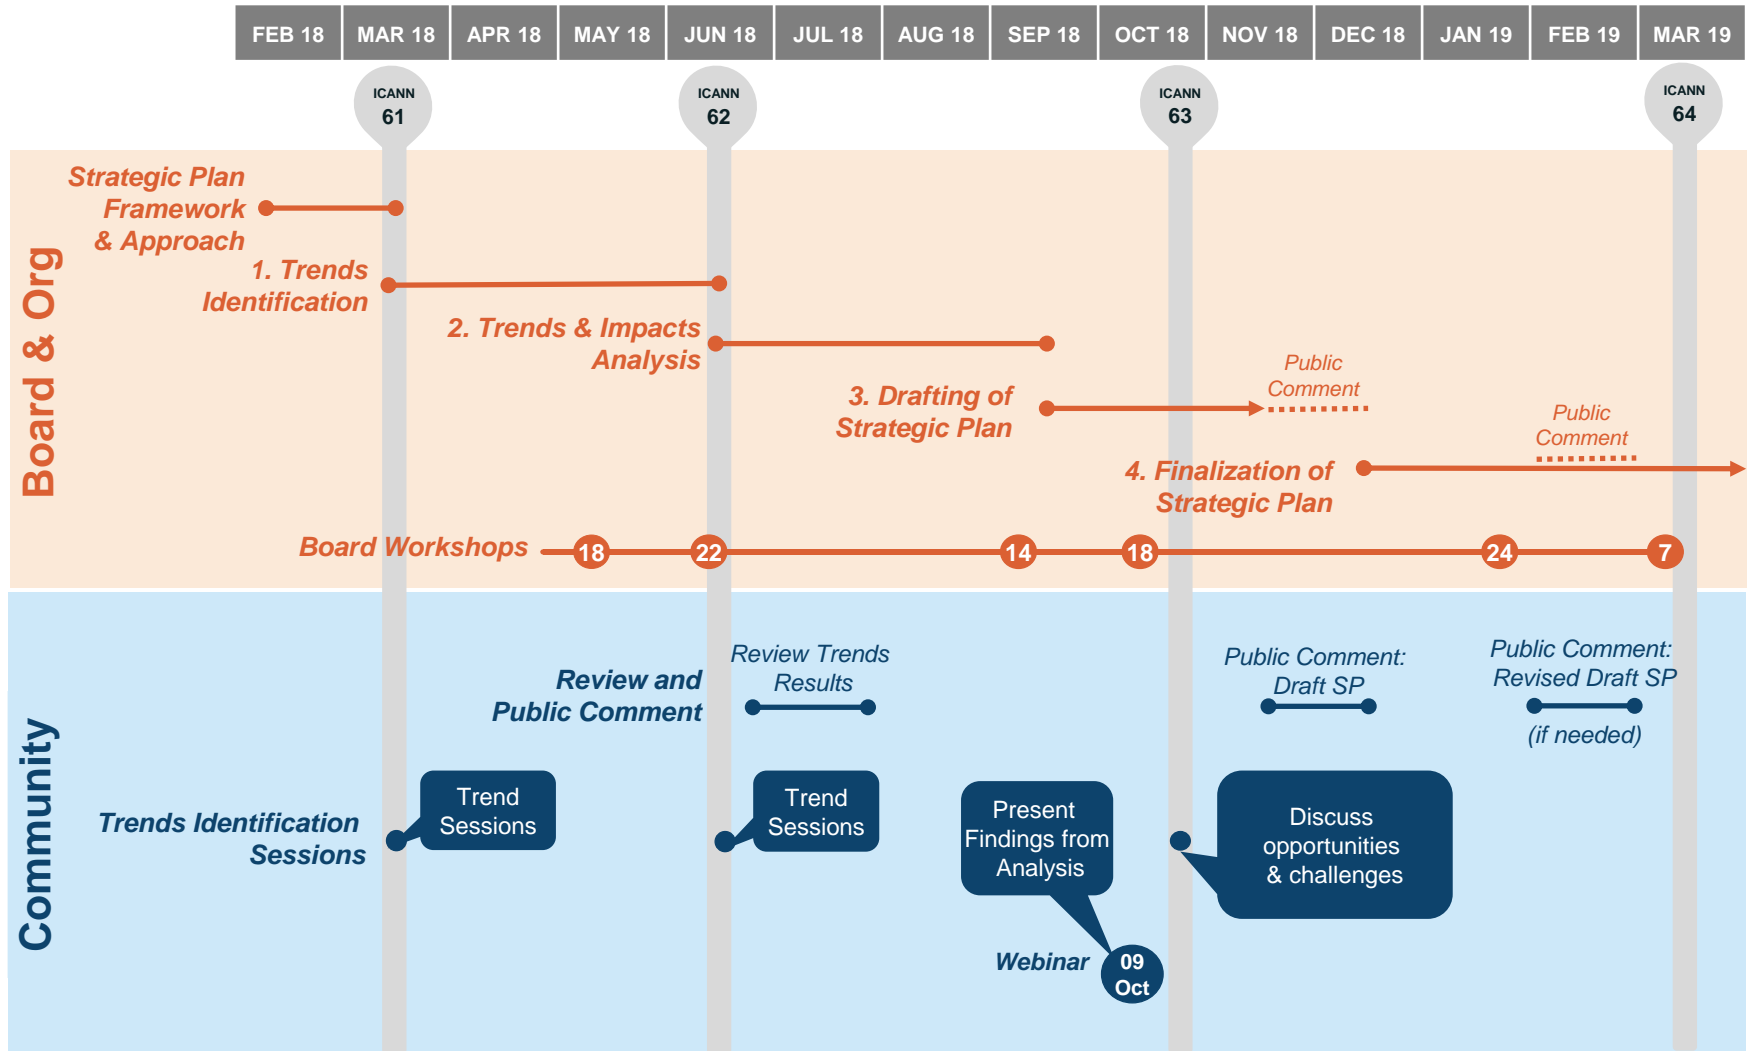 FEB 18 MAR 18 APR 18 MAY 18 JUN 18 JUL 18 AUG 18 SEP 18 OCT 18 NOV 18 DEC 18 JAN 19 FEB 19 MAR 19
ICANN
61
ICANN
62
ICANN
63
ICANN
64
Board & Org
Strategic Plan
Framework
& Approach
1. Trends
Identification
2. Trends & Impacts
Analysis
3. Drafting of
Strategic Plan
Public
Comment
4. Finalization of
Strategic Plan
Public
Comment
Board Workshops 18 22 14 18 24 7
Community
Review and
Public Comment
Review Trends
Results
Public Comment:
Draft SP
Public Comment:
Revised Draft SP
(if needed)
Trends Identification
Sessions
Trend
Sessions
Trend
Sessions
Present
Findings from
Analysis
Discuss
opportunities
& challenges
Webinar
09
Oct